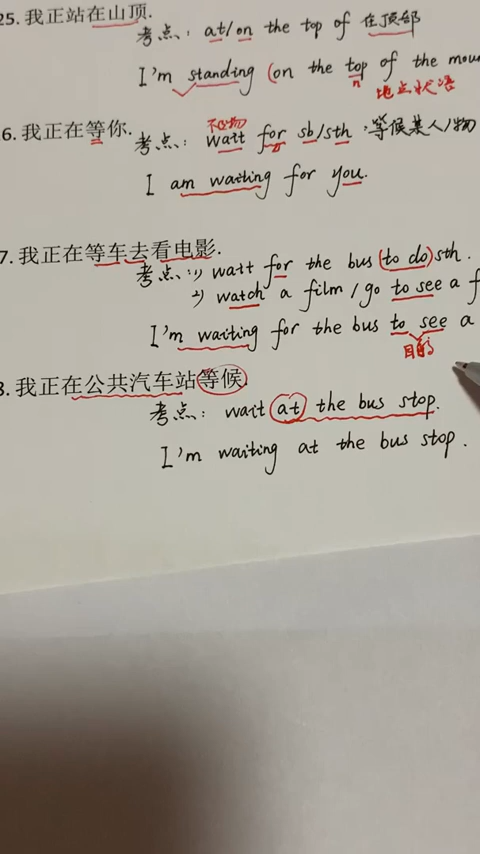 25. 我正站在山顶.
考点: at/on the top of 在顶部
I'm standing (on the top of the moun
n 地点状语
6. 我正在等你.
不及物
考点: wait for sb/sth 等候某人/物
I am waiting for you.
7. 我正在等车去看电影.
考点: 1) wait for the bus (to do) sth.
2) watch a film / go to see a f
I'm waiting for the bus to see a
目的
8. 我正在公共汽车站等候.
考点: wait at the bus stop.
I'm waiting at the bus stop.